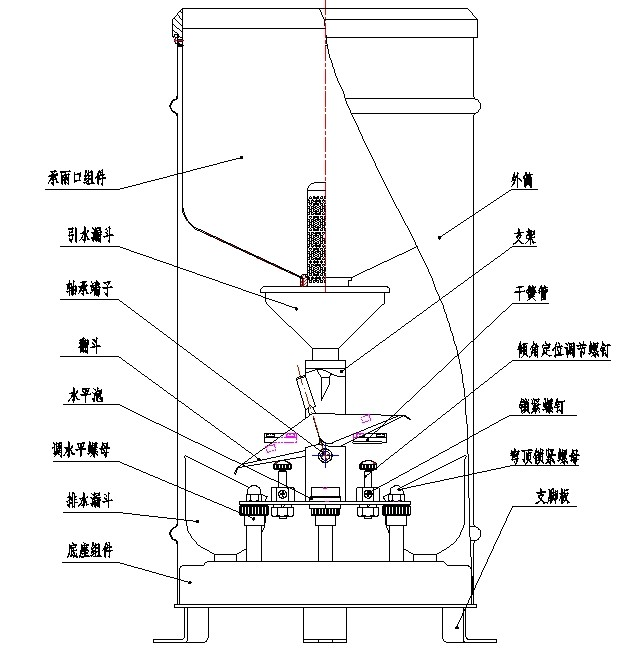 承雨口组件
外筒
引水漏斗
支架
轴承端子
干簧管
翻斗
倾角定位调节螺钉
水平泡
锁紧螺钉
调水平螺母
穹顶锁紧螺母
排水漏斗
支脚板
底座组件